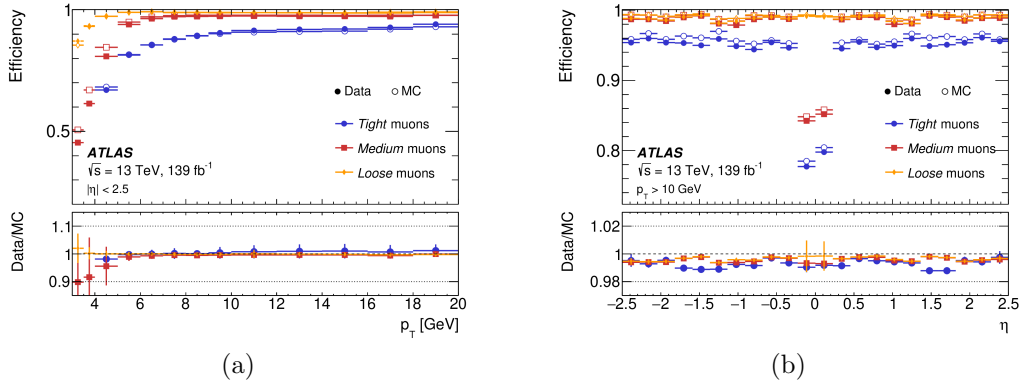 Efficiency
1
0.5
Data
MC
Tight muons
Medium muons
Loose muons
ATLAS
√s = 13 TeV, 139 fb⁻¹
|η| < 2.5
Data/MC
1.1
1
0.9
4 6 8 10 12 14 16 18 20
p_T [GeV]
(a)
Efficiency
1
0.9
0.8
Data
MC
Tight muons
Medium muons
Loose muons
ATLAS
√s = 13 TeV, 139 fb⁻¹
p_T > 10 GeV
Data/MC
1.02
1
0.98
−2.5 −2 −1.5 −1 −0.5 0 0.5 1 1.5 2 2.5
η
(b)